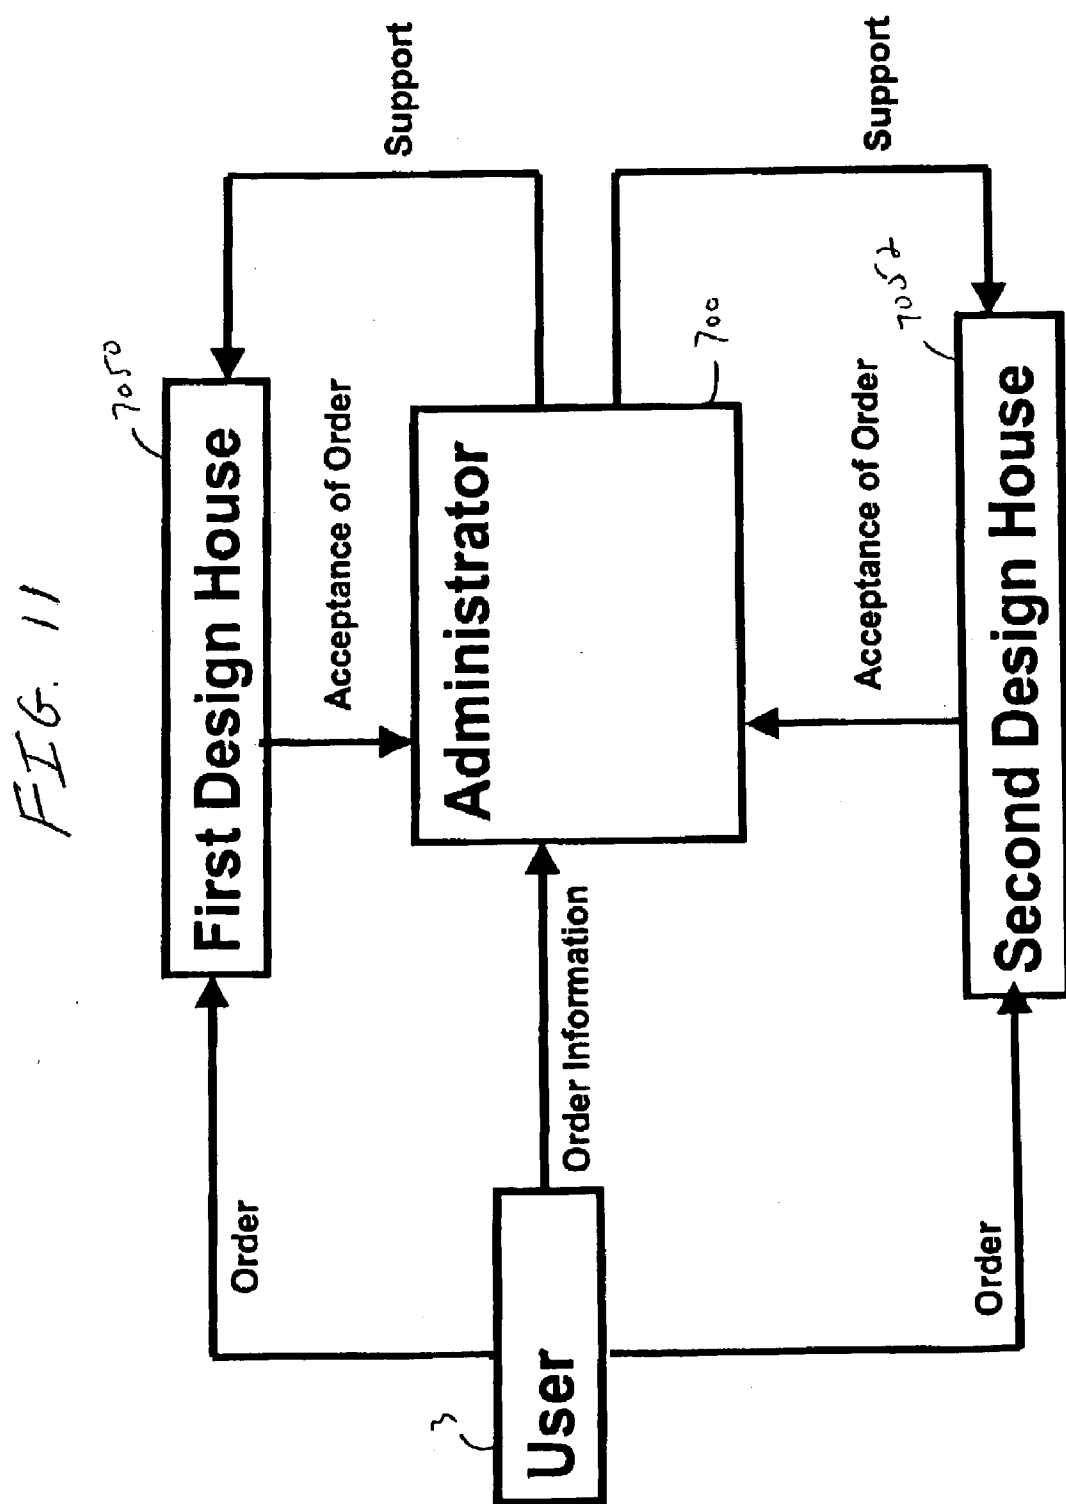 FIG. 11
7050
First Design House
Support
Order
Acceptance of Order
3
User
Order Information
Administrator
700
Acceptance of Order
Order
7052
Second Design House
Support